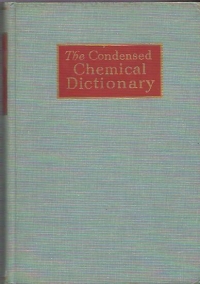 The Condensed
Chemical
Dictionary